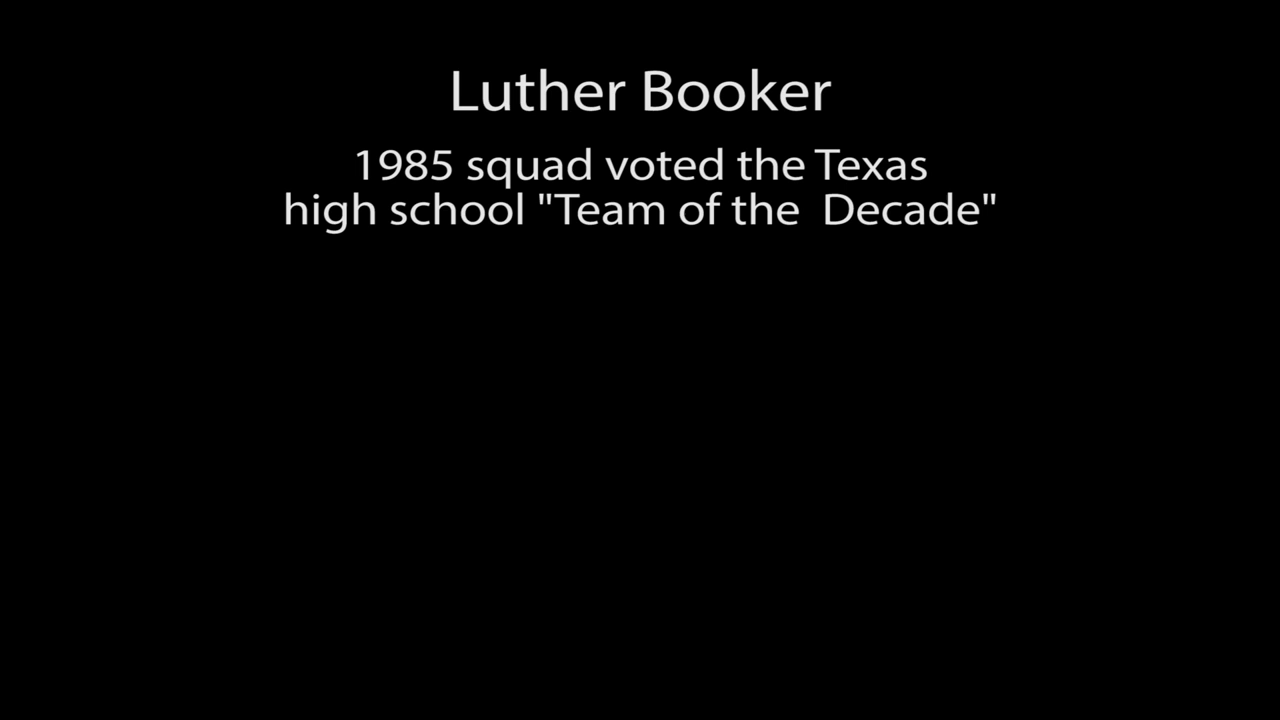 Luther Booker
1985 squad voted the Texas
high school "Team of the  Decade"